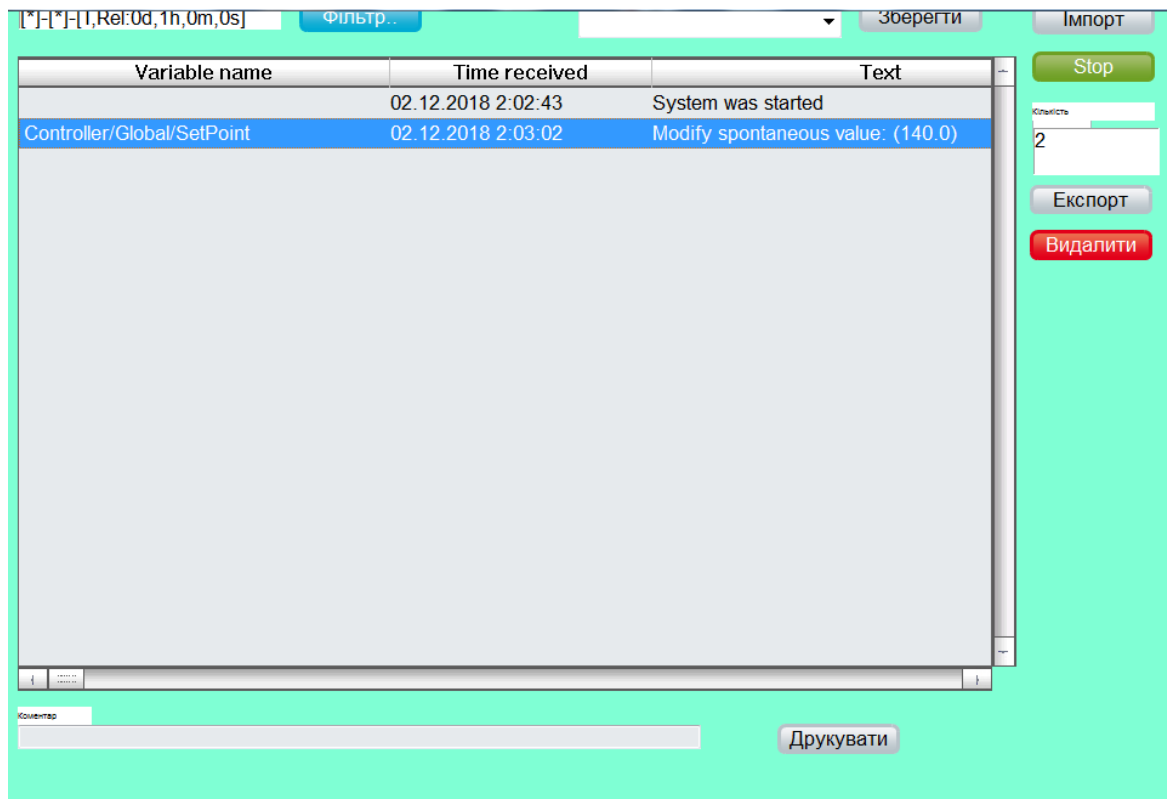 [*]-[*]-[T,Rel:0d,1h,0m,0s] Фільтр.. Зберегти Імпорт
Variable name Time received Text Stop
02.12.2018 2:02:43 System was started
Кількість
Controller/Global/SetPoint 02.12.2018 2:03:02 Modify spontaneous value: (140.0)
2
Експорт
Видалити
Коментар
Друкувати